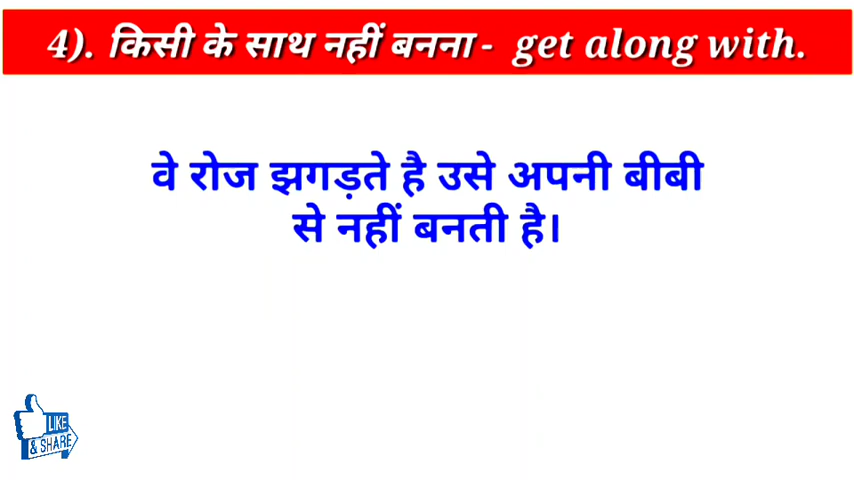 4). किसी के साथ नहीं बनना - get along with.
वे रोज झगड़ते है उसे अपनी बीबी
से नहीं बनती है।
LIKE
& SHARE